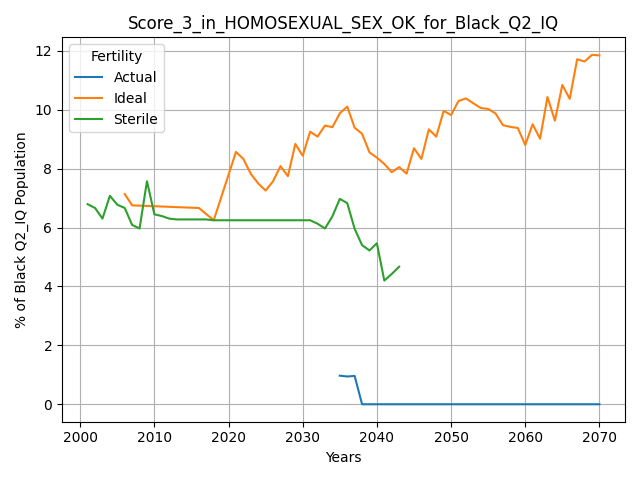 Score_3_in_HOMOSEXUAL_SEX_OK_for_Black_Q2_IQ
Fertility
Actual
Ideal
Sterile
% of Black Q2_IQ Population
12
10
8
6
4
2
0
2000 2010 2020 2030 2040 2050 2060 2070
Years